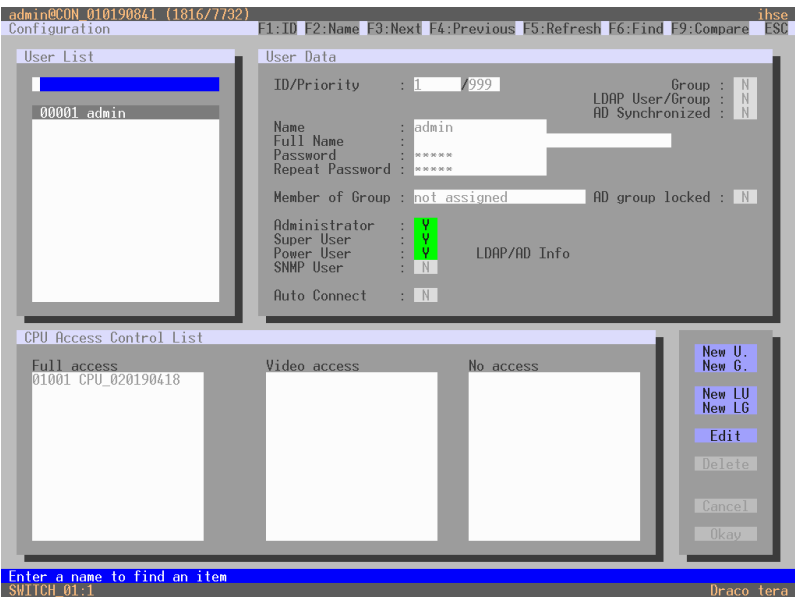 admin@CON_010190841 (1816/7732) ihse
Configuration F1:ID F2:Name F3:Next F4:Previous F5:Refresh F6:Find F9:Compare ESC
User List
00001 admin
User Data
ID/Priority : 1 /999 Group : N
LDAP User/Group : N
AD Synchronized : N
Name : admin
Full Name :
Password : *****
Repeat Password : *****
Member of Group : not assigned AD group locked : N
Administrator : Y
Super User : Y
Power User : Y LDAP/AD Info
SNMP User : N
Auto Connect : N
CPU Access Control List
Full access Video access No access
01001 CPU_020190418
New U.
New G.
New LU
New LG
Edit
Delete
Cancel
Okay
Enter a name to find an item
SWITCH_01:1 Draco tera